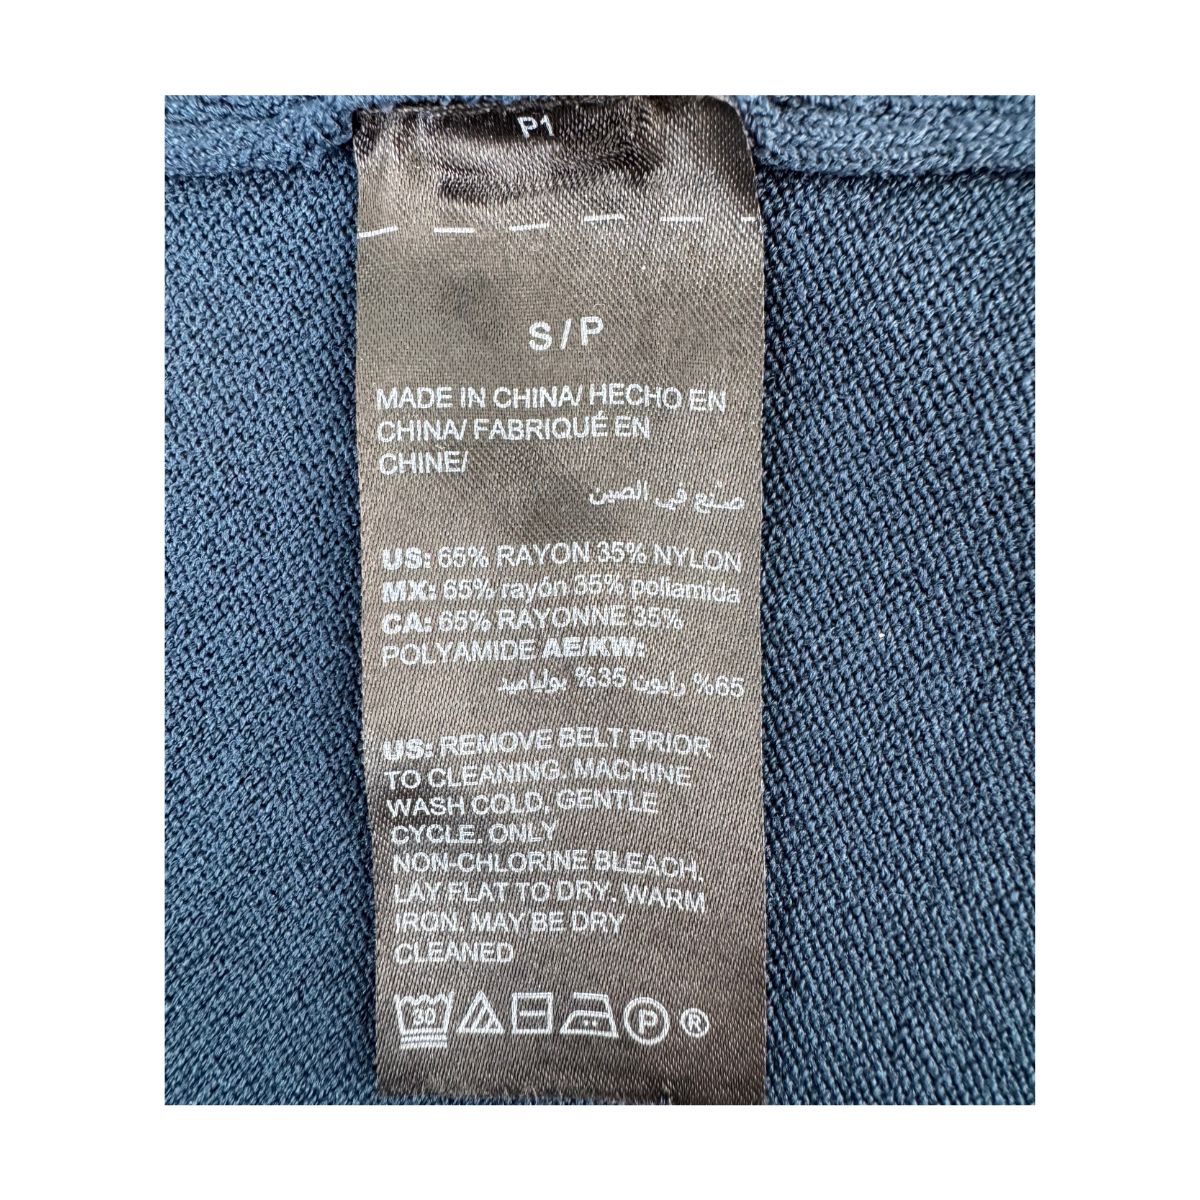 P1
S/P
MADE IN CHINA/ HECHO EN
CHINA/ FABRIQUÉ EN
CHINE/
صنع في الصين
US: 65% RAYON 35% NYLON
MX: 65% rayón 35% poliamida
CA: 65% RAYONNE 35%
POLYAMIDE AE/KW:
65% رايون 35% بولياميد
US: REMOVE BELT PRIOR
TO CLEANING. MACHINE
WASH COLD, GENTLE
CYCLE. ONLY
NON-CHLORINE BLEACH.
LAY FLAT TO DRY. WARM
IRON. MAY BE DRY
CLEANED
30 P ®